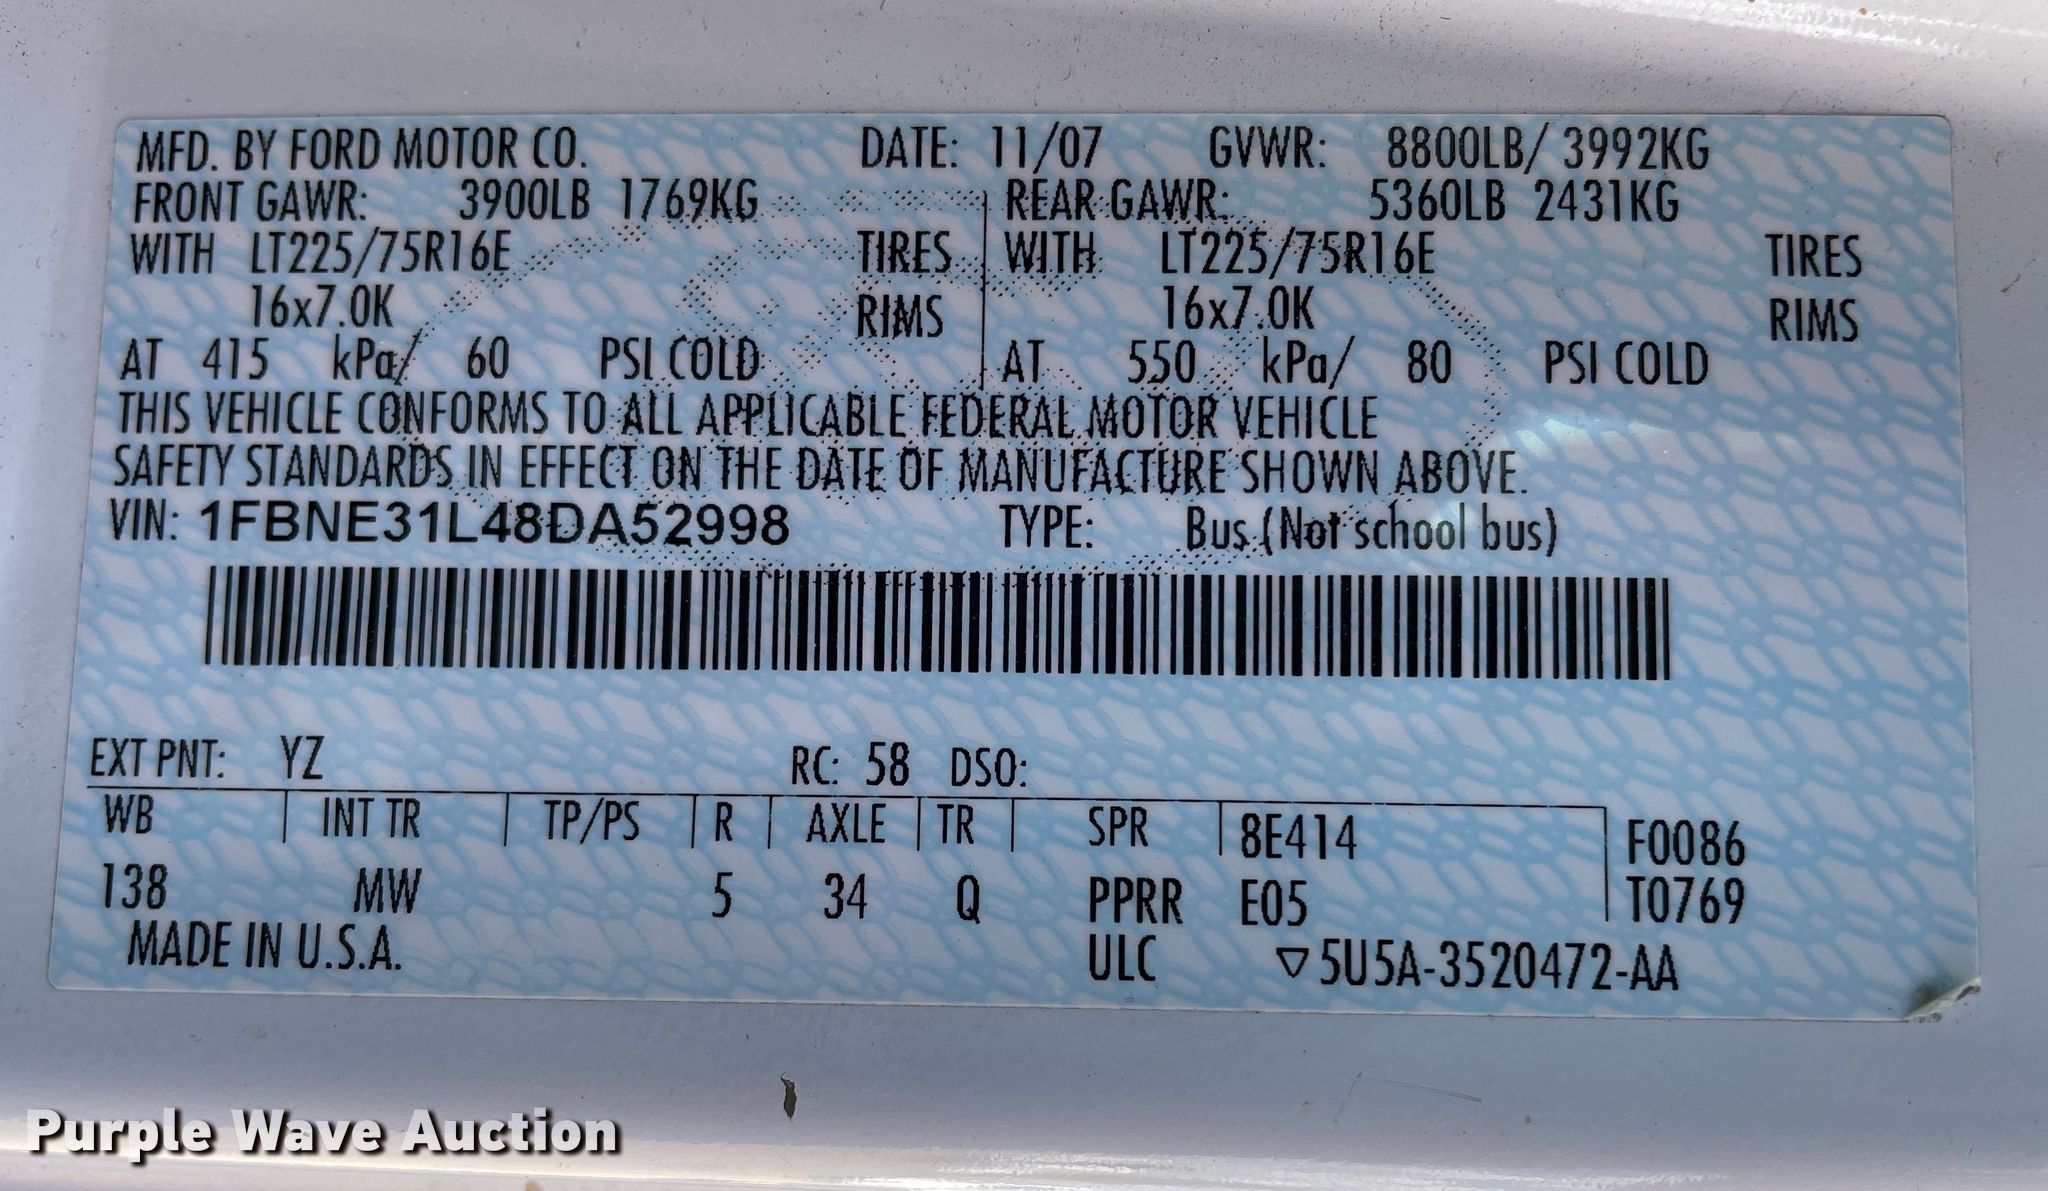 MFD. BY FORD MOTOR CO. DATE: 11/07 GVWR: 8800LB/ 3992KG
FRONT GAWR: 3900LB 1769KG REAR GAWR: 5360LB 2431KG
WITH LT225/75R16E TIRES WITH LT225/75R16E TIRES
16x7.0K RIMS 16x7.0K RIMS
AT 415 kPa/ 60 PSI COLD AT 550 kPa/ 80 PSI COLD
THIS VEHICLE CONFORMS TO ALL APPLICABLE FEDERAL MOTOR VEHICLE
SAFETY STANDARDS IN EFFECT ON THE DATE OF MANUFACTURE SHOWN ABOVE.
VIN: 1FBNE31L48DA52998 TYPE: Bus (Not school bus)
EXT PNT: YZ RC: 58 DSO:
WB INT TR TP/PS R AXLE TR SPR 8E414 F0086
138 MW 5 34 Q PPRR E05 T0769
MADE IN U.S.A. ULC ▽5U5A-3520472-AA
Purple Wave Auction